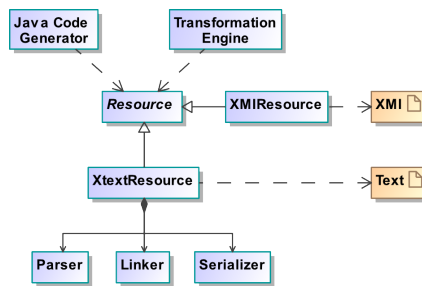 Java Code
Generator
Transformation
Engine
Resource
XMIResource
XMI
XtextResource
Text
Parser
Linker
Serializer